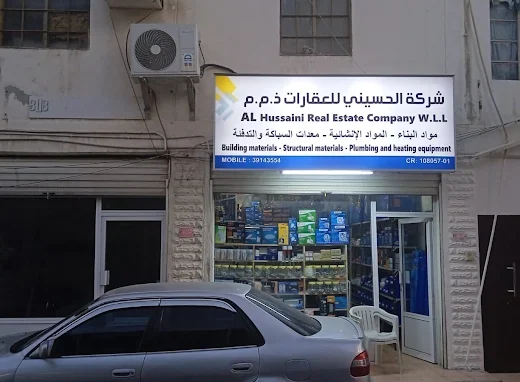 شركة الحسيني للعقارات ذ.م.م
AL Hussaini Real Estate Company W.L.L
مواد البناء - المواد الإنشائية - معدات السباكة والتدفئة
Building materials - Structural materials - Plumbing and heating equipment
MOBILE : 39143554 CR: 108057-01